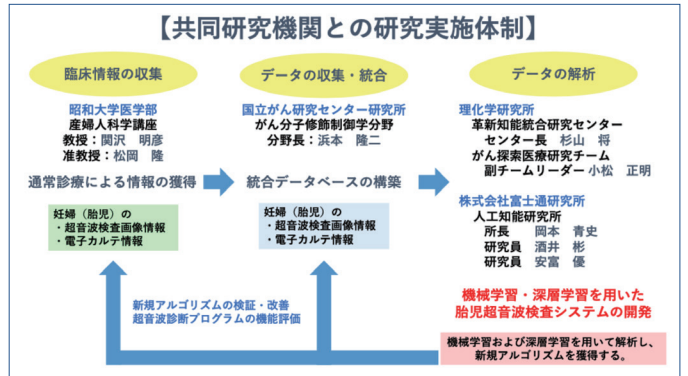 【共同研究機関との研究実施体制】
臨床情報の収集
昭和大学医学部
産婦人科学講座
教授：関沢 明彦
准教授：松岡 隆
通常診療による情報の獲得
妊婦（胎児）の
・超音波検査画像情報
・電子カルテ情報
データの収集・統合
国立がん研究センター研究所
がん分子修飾制御学分野
分野長：浜本 隆二
統合データベースの構築
妊婦（胎児）の
・超音波検査画像情報
・電子カルテ情報
データの解析
理化学研究所
革新知能統合研究センター
センター長 杉山 将
がん探索医療研究チーム
副チームリーダー 小松 正明
株式会社富士通研究所
人工知能研究所
所長 岡本 青史
研究員 酒井 彬
研究員 安富 優
機械学習・深層学習を用いた
胎児超音波検査システムの開発
機械学習および深層学習を用いて解析し、
新規アルゴリズムを獲得する。
新規アルゴリズムの検証・改善
超音波診断プログラムの機能評価